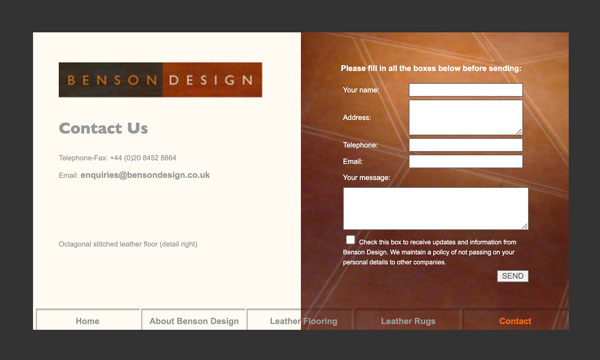 BENSON DESIGN
Contact Us
Telephone-Fax: +44 (0)20 8452 8864
Email: enquiries@bensondesign.co.uk
Octagonal stitched leather floor (detail right)
Please fill in all the boxes below before sending:
Your name:
Address:
Telephone:
Email:
Your message:
Check this box to receive updates and information from
Benson Design. We maintain a policy of not passing on your
personal details to other companies.
SEND
Home About Benson Design Leather Flooring Leather Rugs Contact